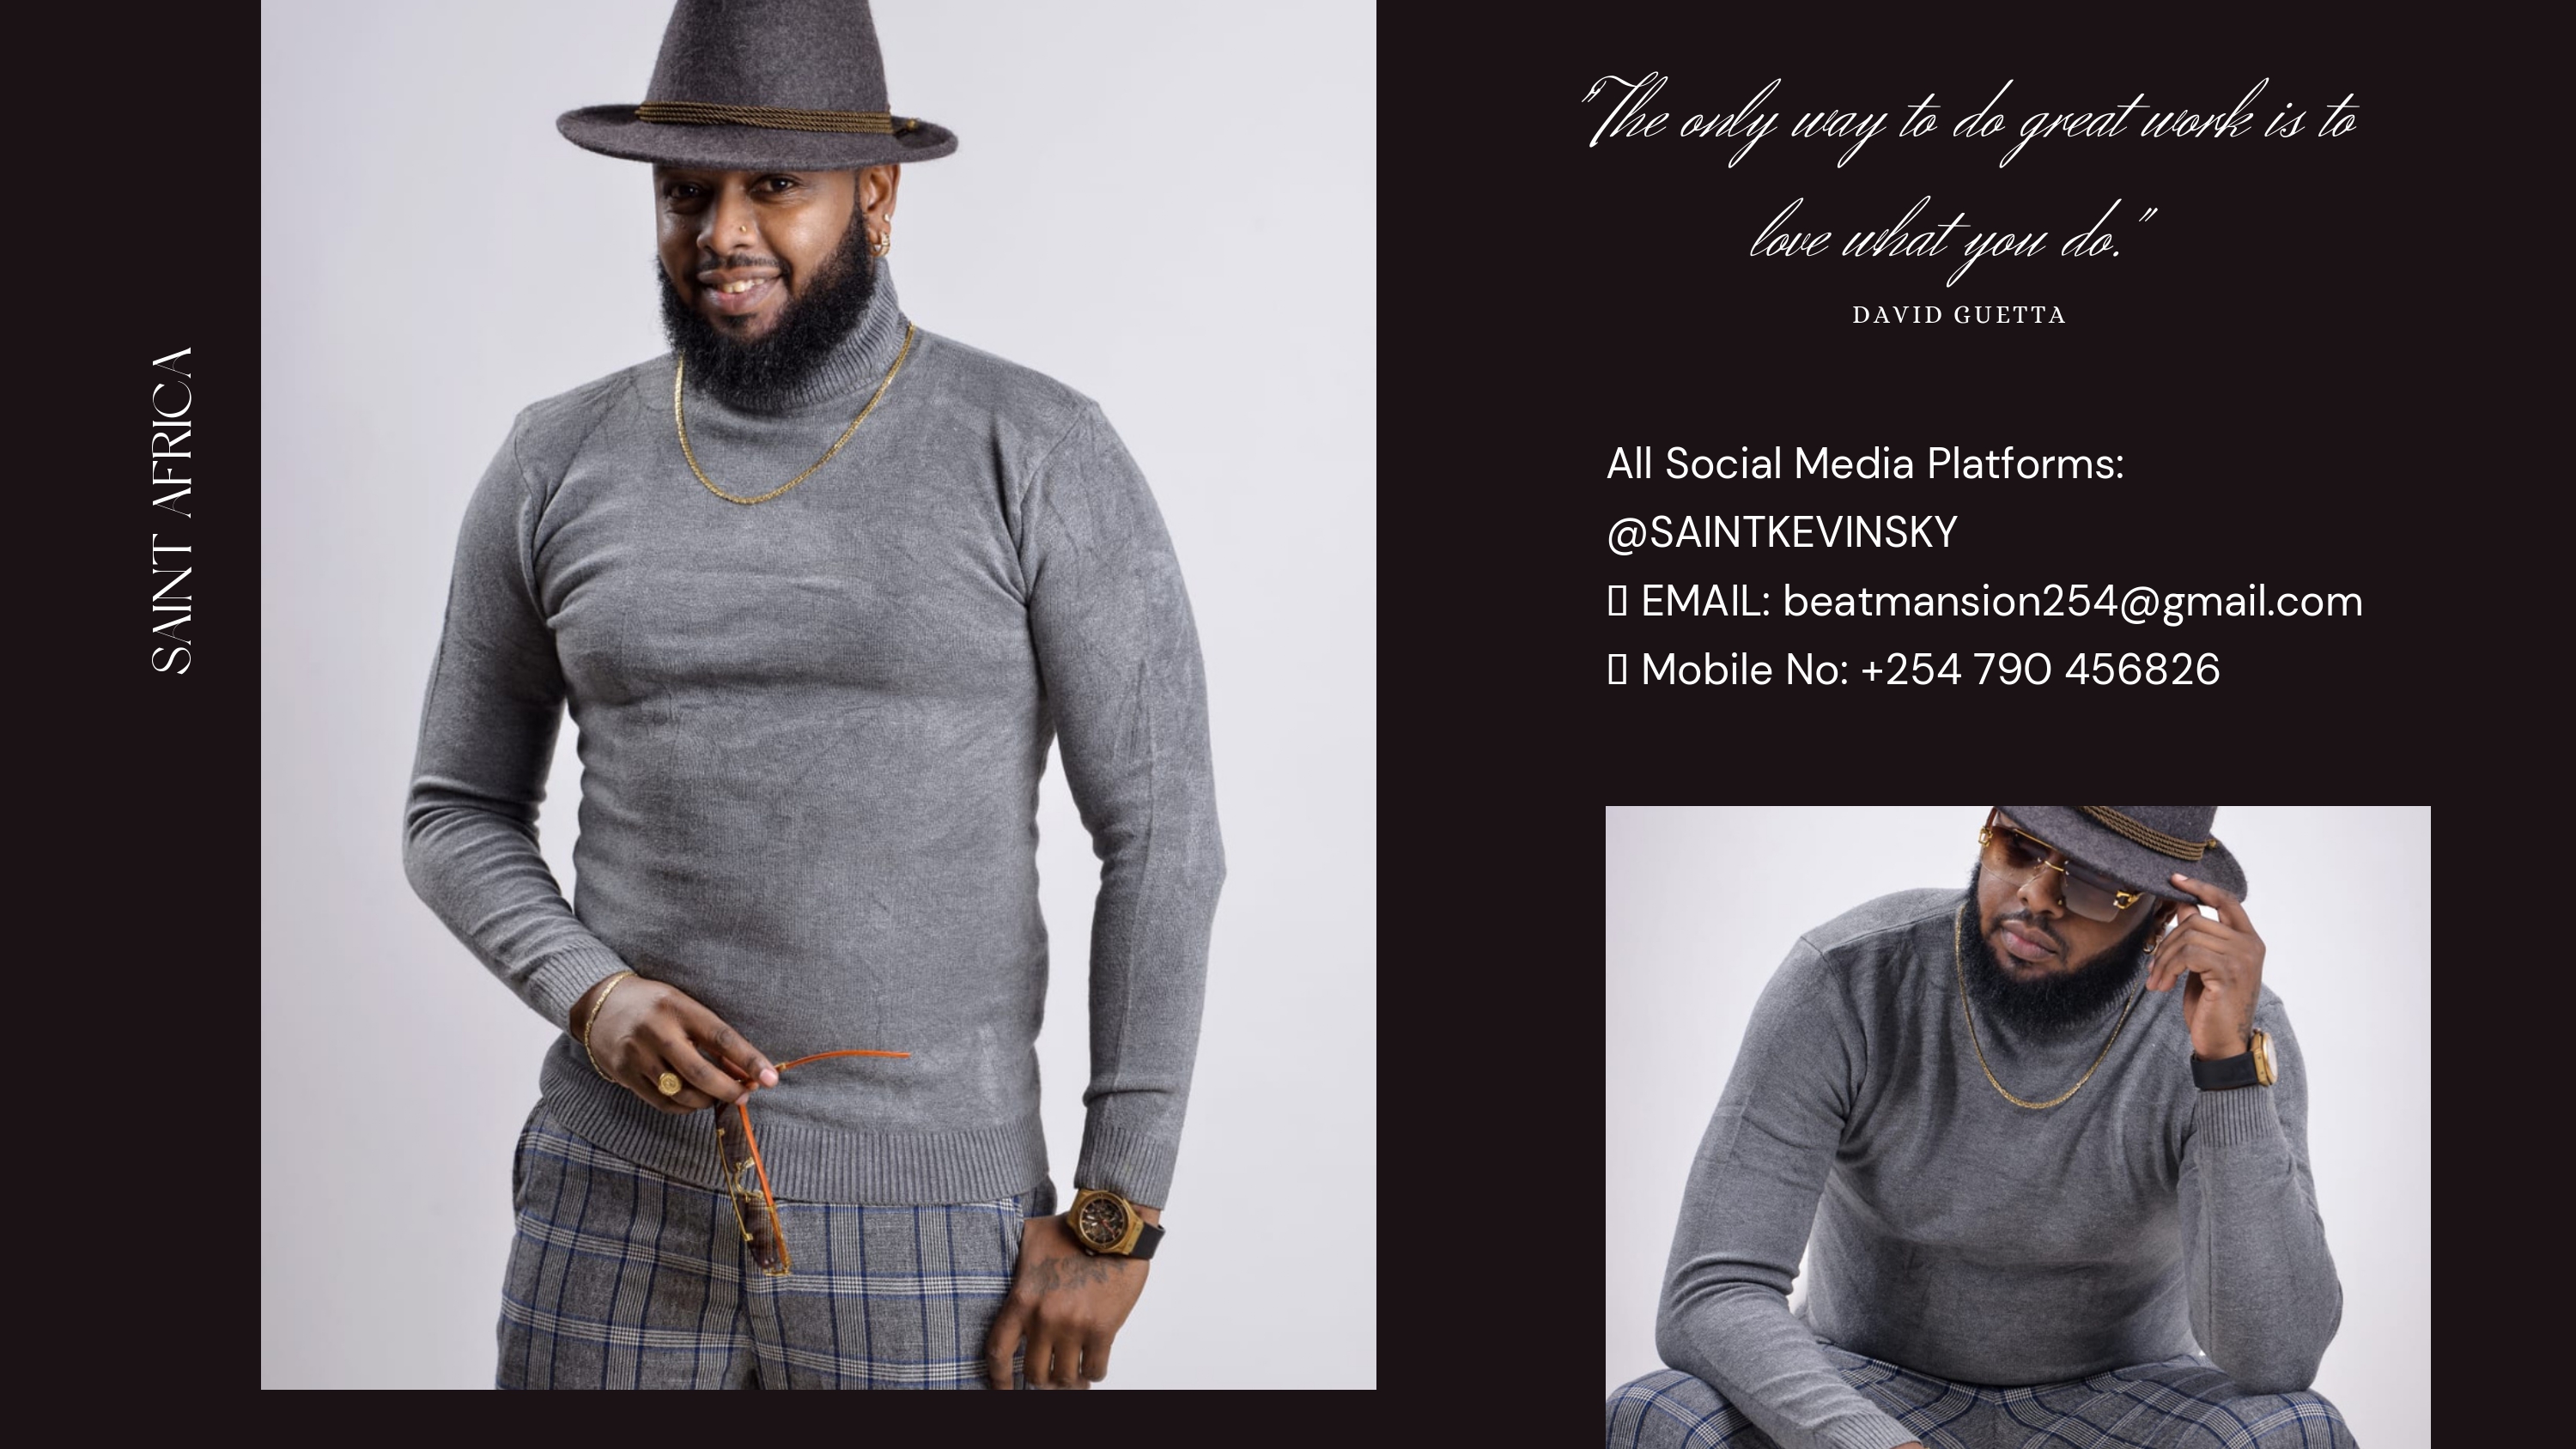 SAINT AFRICA
"The only way to do great work is to
love what you do."
DAVID GUETTA
All Social Media Platforms:
@SAINTKEVINSKY
▯ EMAIL: beatmansion254@gmail.com
▯ Mobile No: +254 790 456826